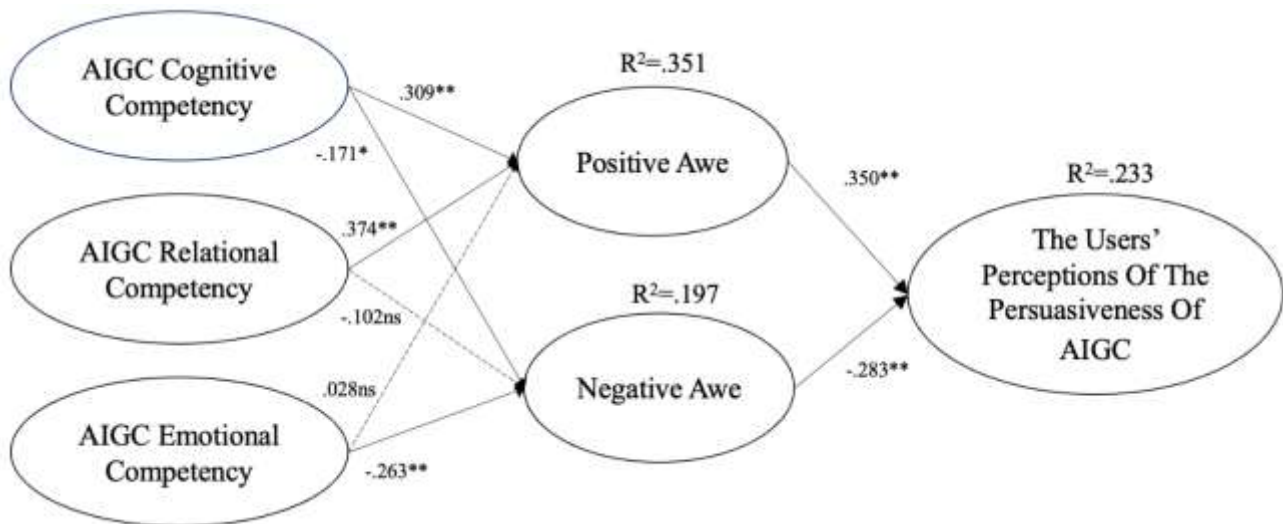 AIGC Cognitive
Competency
AIGC Relational
Competency
AIGC Emotional
Competency
.309**
-.171*
.374**
-.102ns
.028ns
-.263**
R²=.351
Positive Awe
R²=.197
Negative Awe
.350**
-.283**
R²=.233
The Users’
Perceptions Of The
Persuasiveness Of
AIGC